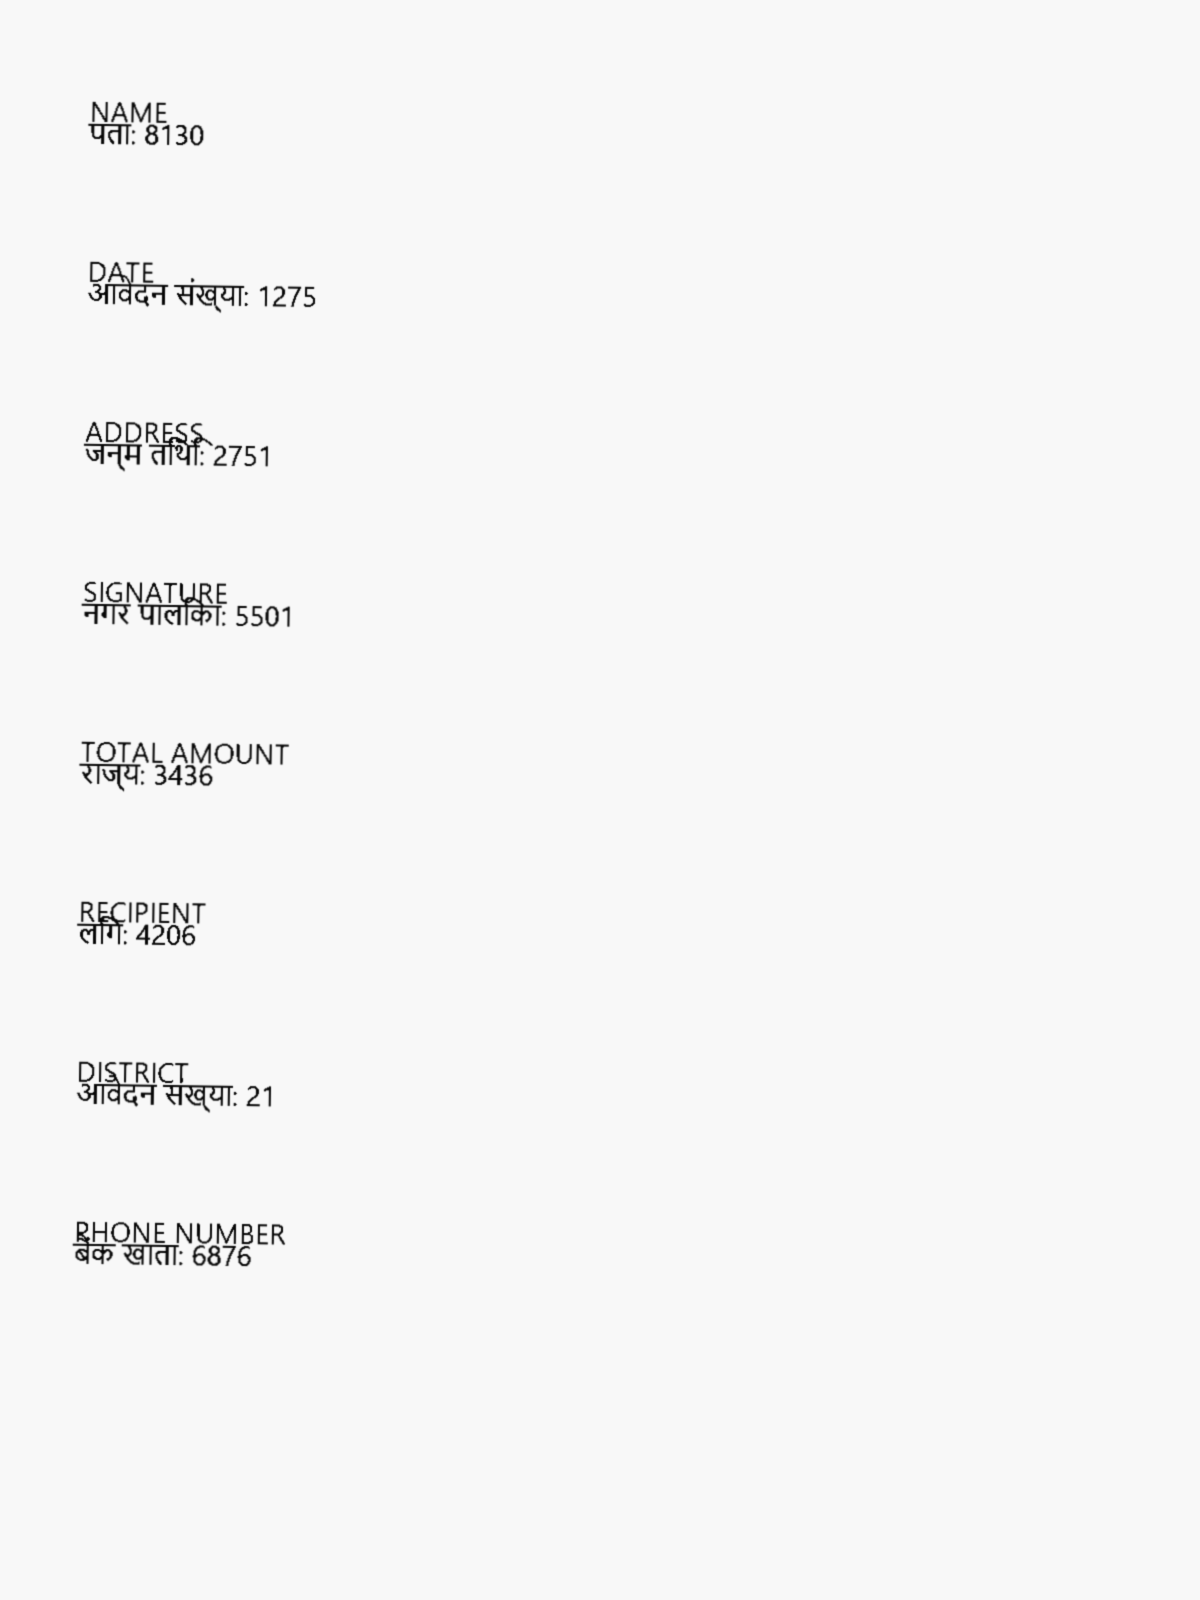 NAME
पता: 8130
DATE
आवेदन संख्या: 1275
ADDRESS
जन्म तिथि: 2751
SIGNATURE
नगर पालिका: 5501
TOTAL AMOUNT
राज्य: 3436
RECIPIENT
लिंग: 4206
DISTRICT
आवेदन संख्या: 21
PHONE NUMBER
बैंक खाता: 6876